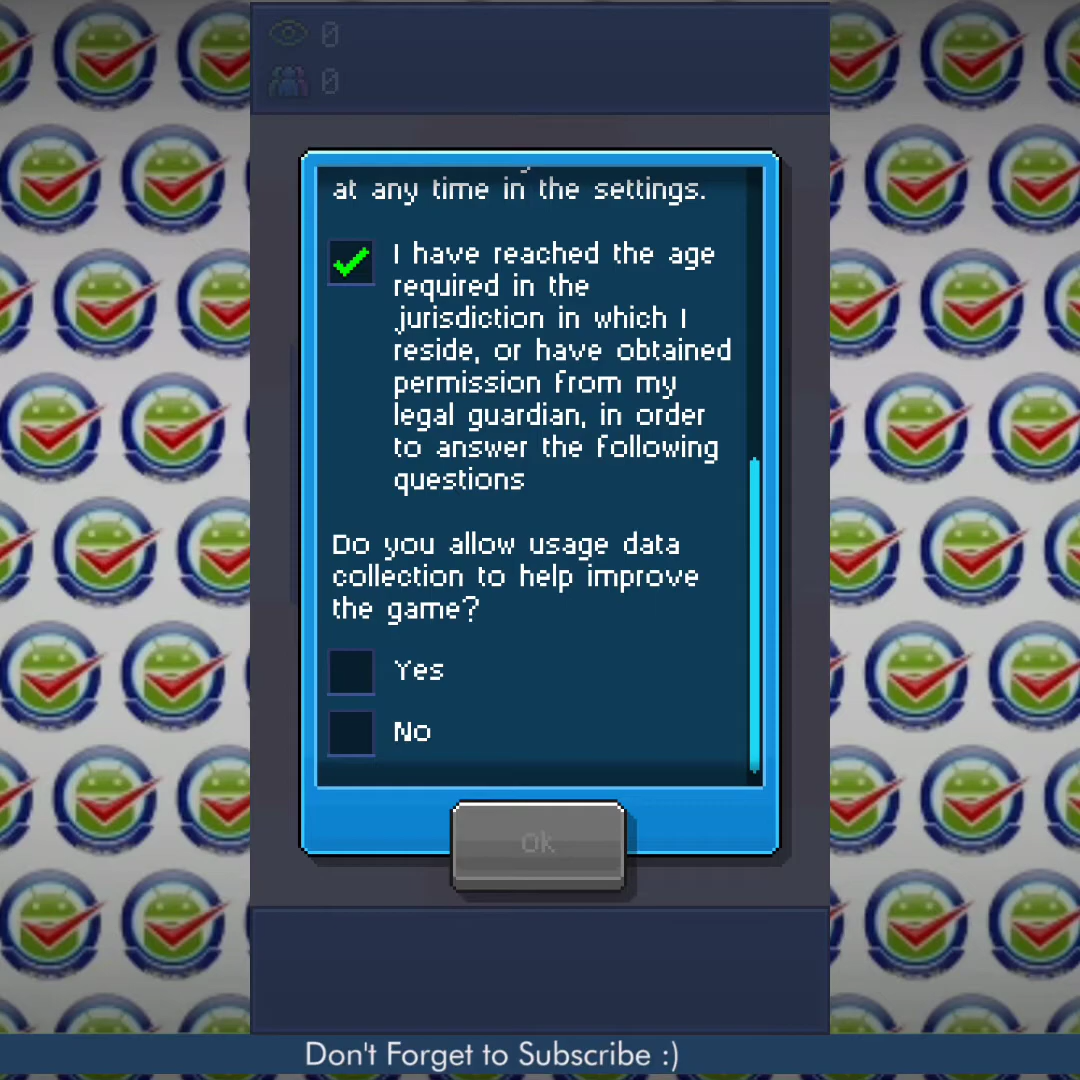 0
0
at any time in the settings.
I have reached the age
required in the
jurisdiction in which I
reside, or have obtained
permission from my
legal guardian, in order
to answer the following
questions
Do you allow usage data
collection to help improve
the game?
Yes
No
Ok
Don't Forget to Subscribe :)